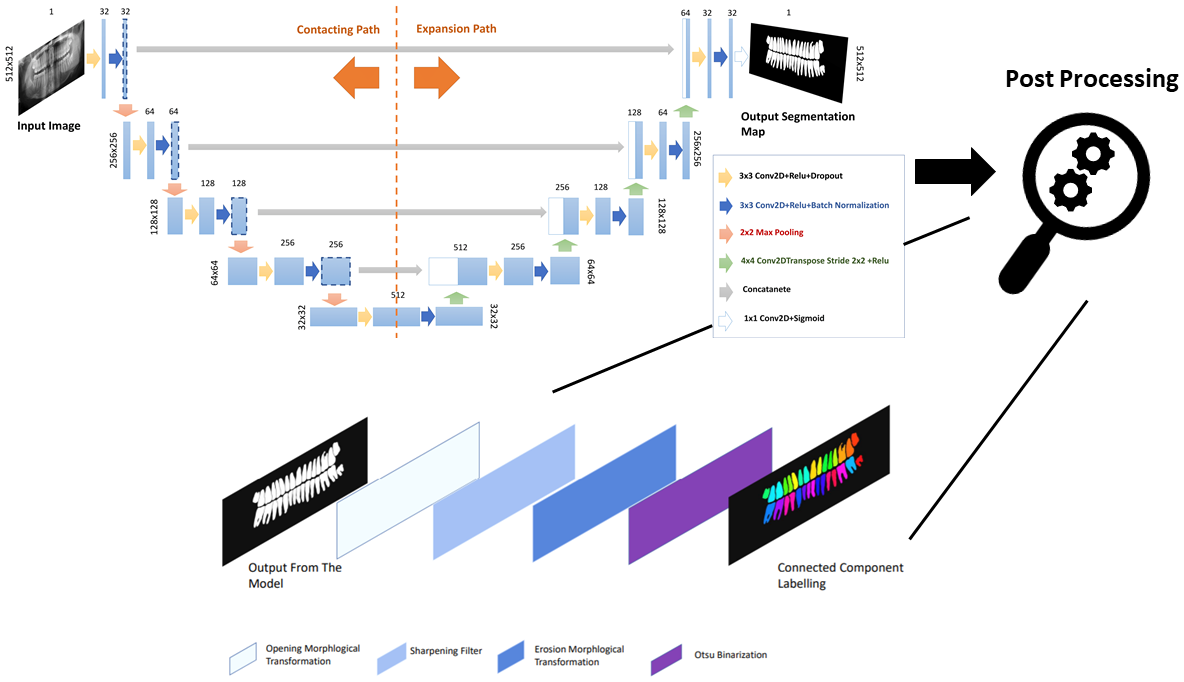 1
32
32
Contacting Path
Expansion Path
64
32
32
1
512x512
512x512
Input Image
Output Segmentation
Map
Post Processing
64
64
256x256
128
64
256x256
128
128
128x128
256
128
128x128
256
256
64x64
512
256
64x64
512
32x32
32x32
3x3 Conv2D+Relu+Dropout
3x3 Conv2D+Relu+Batch Normalization
2x2 Max Pooling
4x4 Conv2DTranspose Stride 2x2 +Relu
Concatanete
1x1 Conv2D+Sigmoid
Output From The
Model
Connected Component
Labelling
Opening Morphlogical
Transformation
Sharpening Filter
Erosion Morphlogical
Transformation
Otsu Binarization